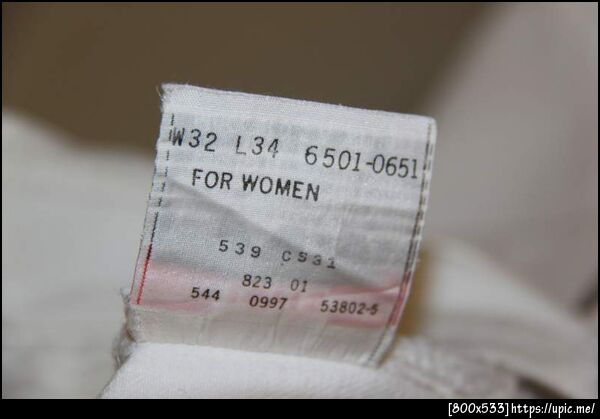 W32 L34 6501-0651
FOR WOMEN
539 CS31
823 01
544 0997 53802-5
[800x533]https://upic.me/